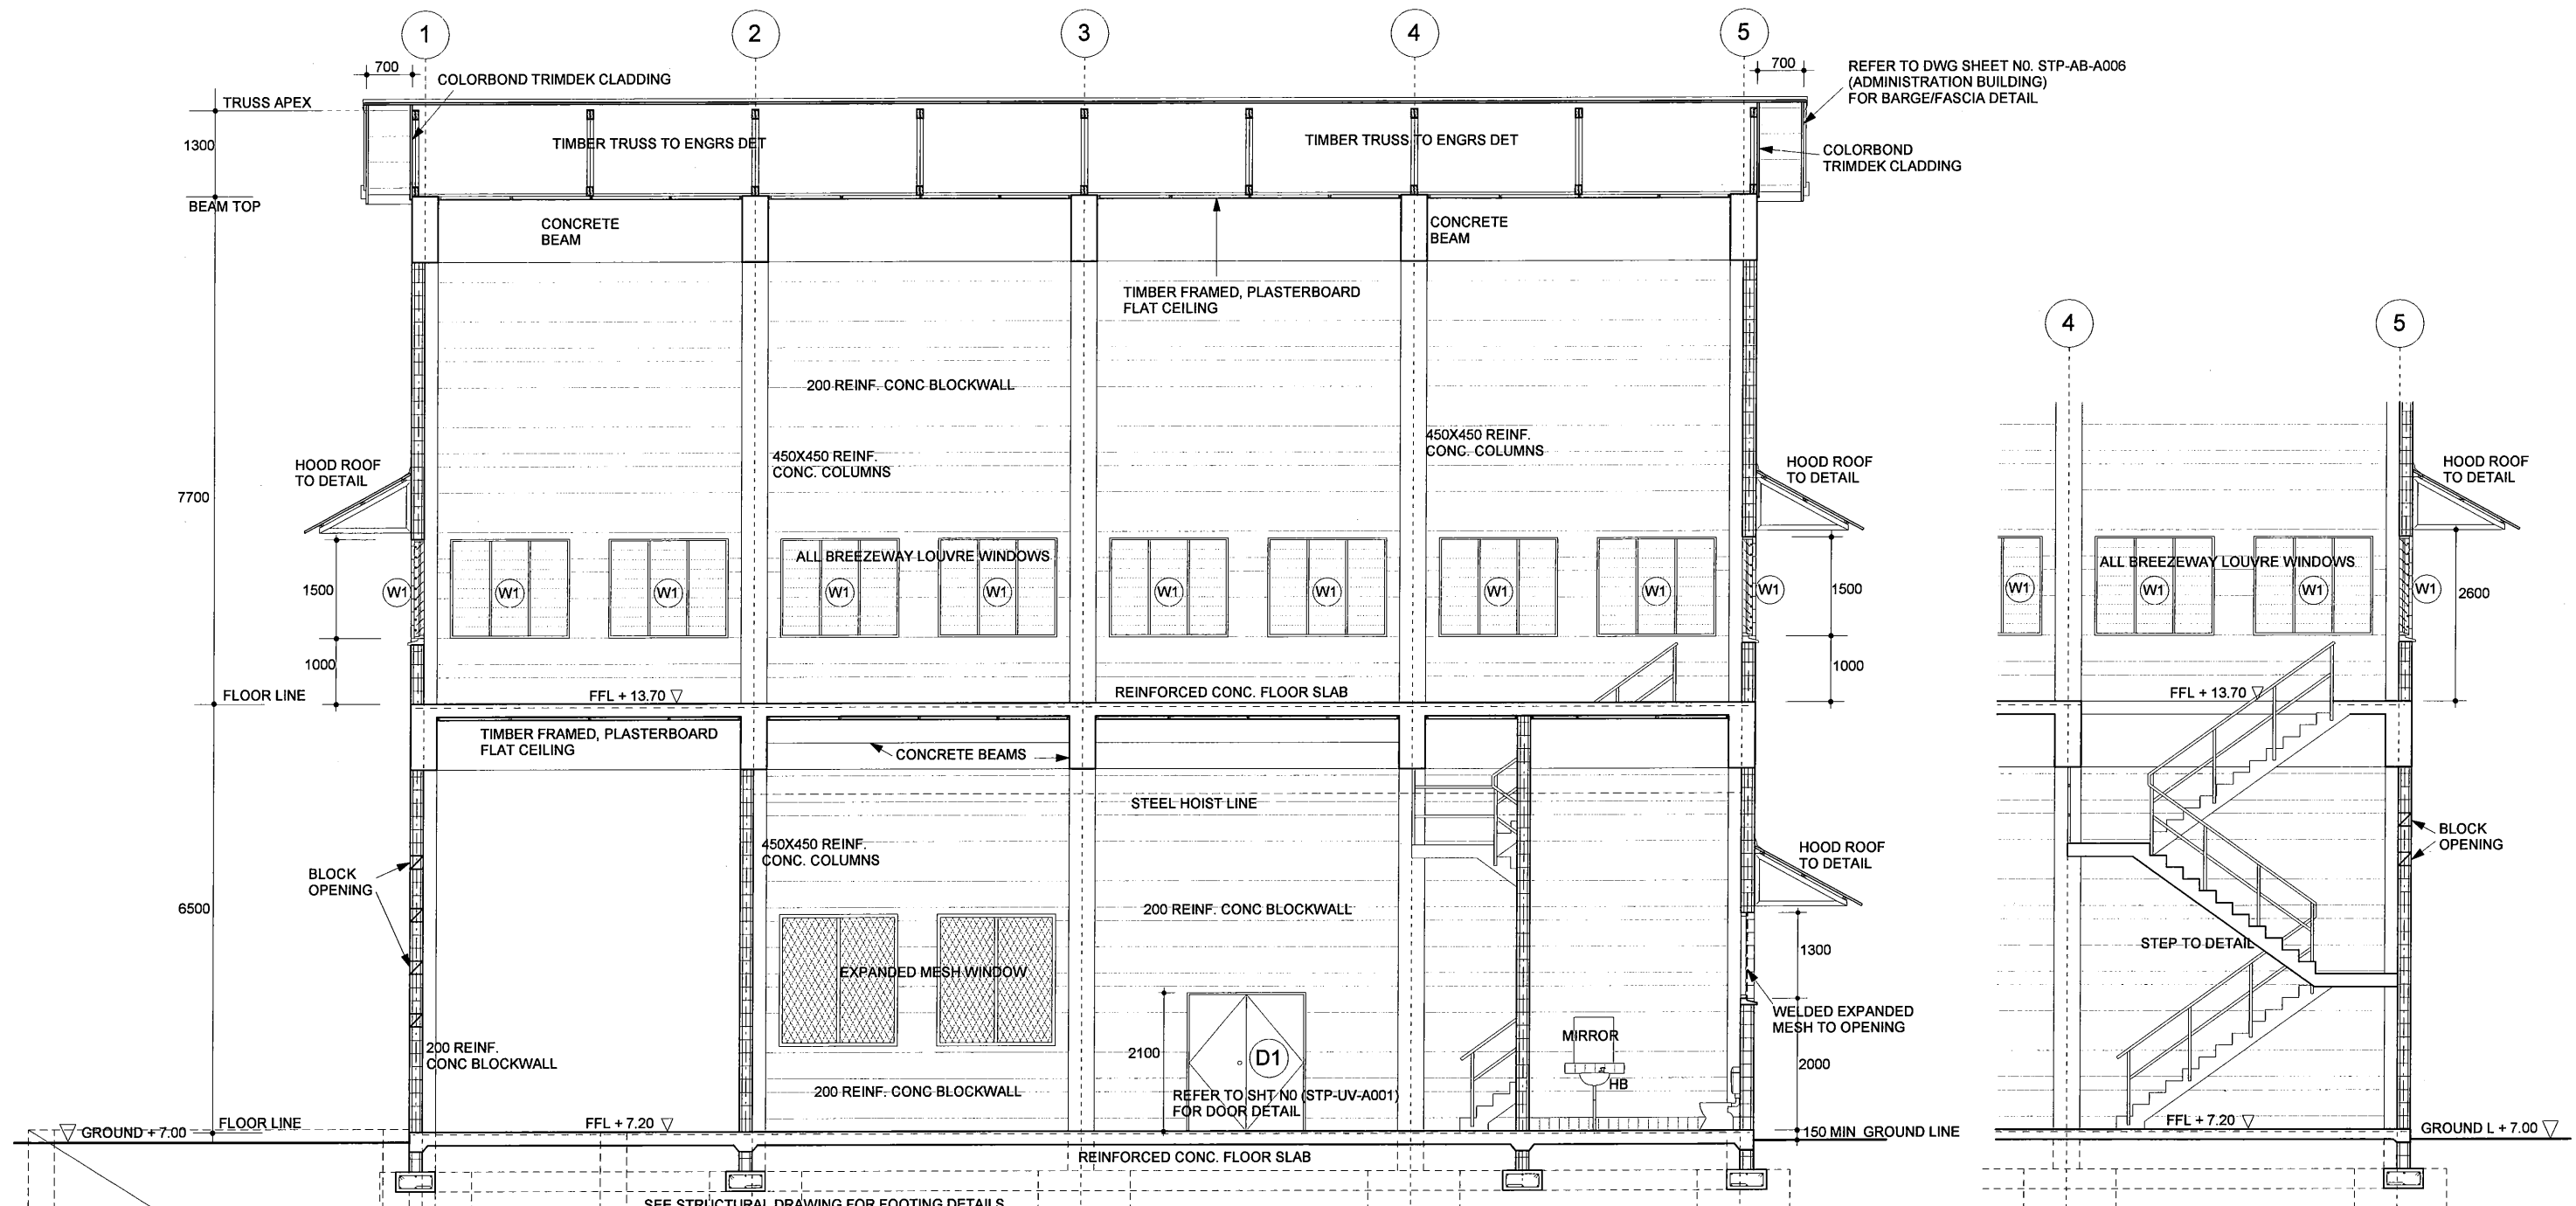 1
2
3
4
5
700
COLORBOND TRIMDEK CLADDING
700
REFER TO DWG SHEET N0. STP-AB-A006
(ADMINISTRATION BUILDING)
FOR BARGE/FASCIA DETAIL
TRUSS APEX
1300
TIMBER TRUSS TO ENGRS DET
TIMBER TRUSS TO ENGRS DET
COLORBOND
TRIMDEK CLADDING
BEAM TOP
CONCRETE
BEAM
CONCRETE
BEAM
TIMBER FRAMED, PLASTERBOARD
FLAT CEILING
4
5
200 REINF. CONC BLOCKWALL
450X450 REINF.
CONC. COLUMNS
450X450 REINF.
CONC. COLUMNS
HOOD ROOF
TO DETAIL
HOOD ROOF
TO DETAIL
HOOD ROOF
TO DETAIL
7700
ALL BREEZEWAY LOUVRE WINDOWS
ALL BREEZEWAY LOUVRE WINDOWS
1500
W1
W1
W1
W1
W1
W1
W1
W1
W1
W1
1500
W1
W1
W1
W1
2600
1000
1000
FLOOR LINE
FFL + 13.70
REINFORCED CONC. FLOOR SLAB
FFL + 13.70
TIMBER FRAMED, PLASTERBOARD
FLAT CEILING
CONCRETE BEAMS
STEEL HOIST LINE
450X450 REINF.
CONC. COLUMNS
HOOD ROOF
TO DETAIL
BLOCK
OPENING
BLOCK
OPENING
6500
200 REINF. CONC BLOCKWALL
STEP TO DETAIL
1300
EXPANDED MESH WINDOW
WELDED EXPANDED
MESH TO OPENING
MIRROR
200 REINF.
CONC BLOCKWALL
2100
D1
2000
HB
200 REINF. CONC BLOCKWALL
REFER TO SHT N0 (STP-UV-A001)
FOR DOOR DETAIL
FLOOR LINE
GROUND + 7.00
FFL + 7.20
150 MIN GROUND LINE
FFL + 7.20
GROUND L + 7.00
REINFORCED CONC. FLOOR SLAB
SEE STRUCTURAL DRAWING FOR FOOTING DETAILS